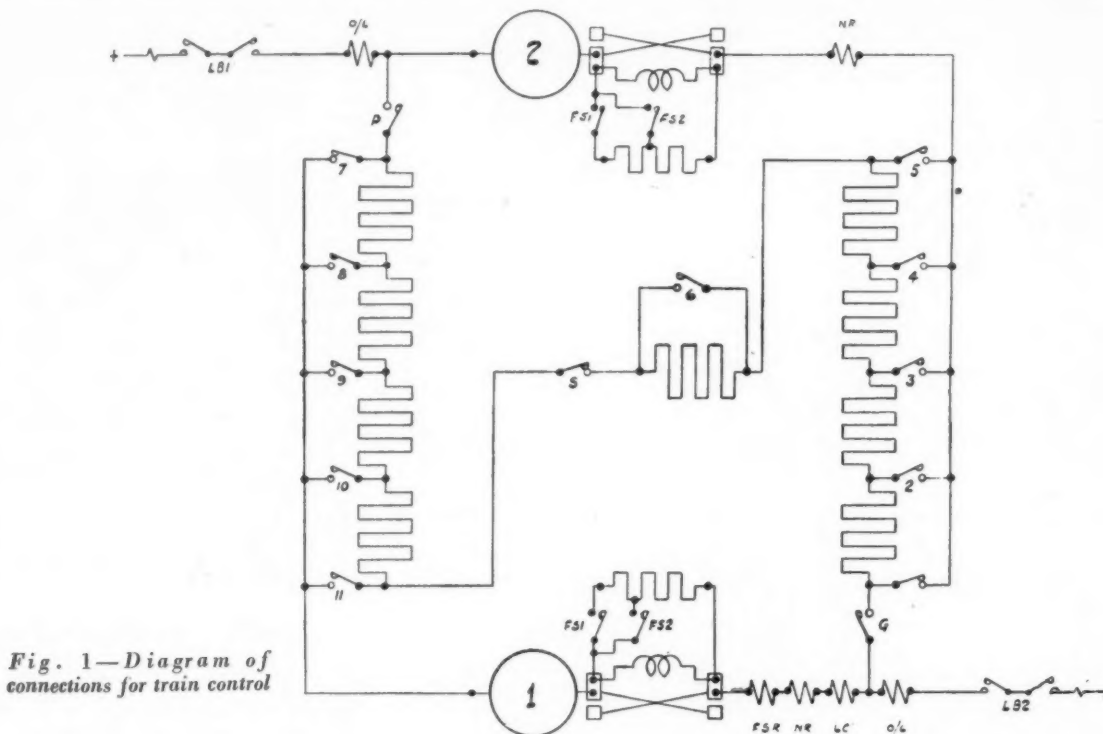 O/L
NR
+
LB1
2
FS1
FS2
P
7
5
8
4
6
9
S
3
10
2
11
FS1
FS2
G
Fig. 1—Diagram of
connections for train control
1
LB2
FSR NR LC O/L